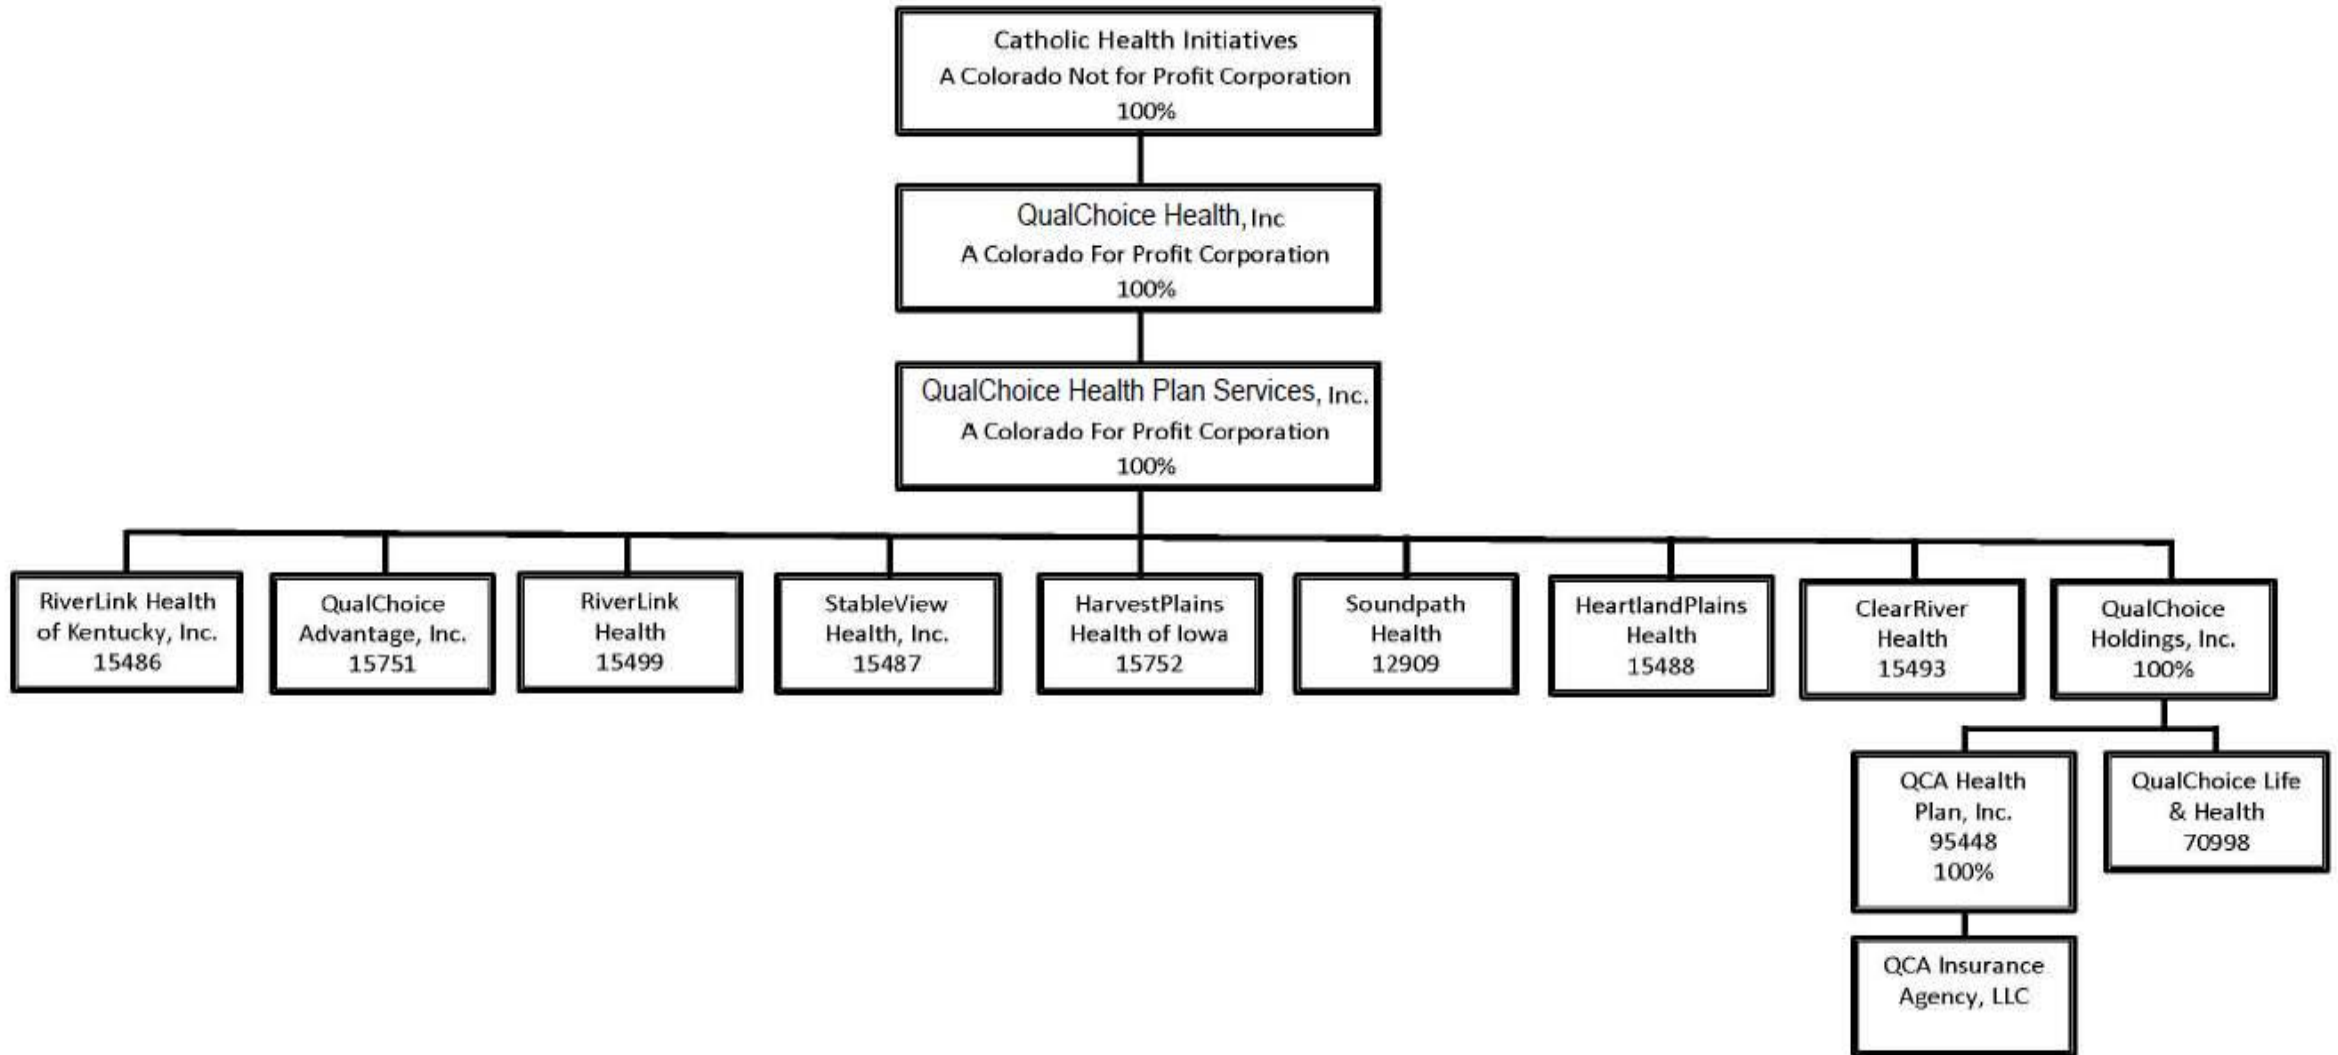 Catholic Health Initiatives
A Colorado Not for Profit Corporation
100%
QualChoice Health, Inc
A Colorado For Profit Corporation
100%
QualChoice Health Plan Services, Inc.
A Colorado For Profit Corporation
100%
RiverLink Health
of Kentucky, Inc.
15486
QualChoice
Advantage, Inc.
15751
RiverLink
Health
15499
StableView
Health, Inc.
15487
HarvestPlains
Health of Iowa
15752
Soundpath
Health
12909
HeartlandPlains
Health
15488
ClearRiver
Health
15493
QualChoice
Holdings, Inc.
100%
QCA Health
Plan, Inc.
95448
100%
QualChoice Life
& Health
70998
QCA Insurance
Agency, LLC